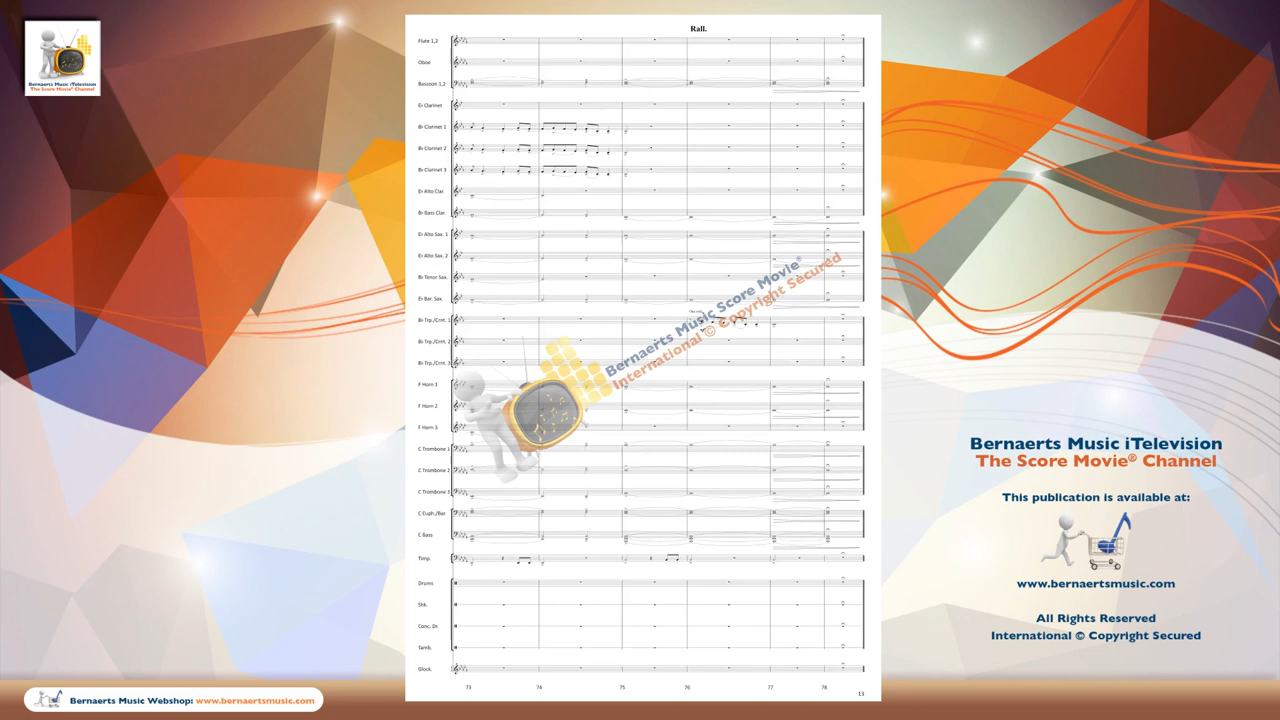 Bernaerts Music iTelevision
The Score Movie® Channel
Rall.
Flute 1,2
Oboe
Bassoon 1,2
E♭ Clarinet
B♭ Clarinet 1
B♭ Clarinet 2
B♭ Clarinet 3
E♭ Alto Clar.
B♭ Bass Clar.
E♭ Alto Sax. 1
E♭ Alto Sax. 2
B♭ Tenor Sax.
E♭ Bar. Sax.
B♭ Trp./Crnt. 1
B♭ Trp./Crnt. 2
B♭ Trp./Crnt. 3
F Horn 1
F Horn 2
F Horn 3
C Trombone 1
C Trombone 2
C Trombone 3
C Euph./Bar.
C Bass
Timp.
Drums
Stk.
Conc. Dr.
Tamb.
Glock.
73 74 75 76 77 78
13
Bernaerts Music Score Movie®
International © Copyright Secured
Bernaerts Music iTelevision
The Score Movie® Channel
This publication is available at:
www.bernaertsmusic.com
All Rights Reserved
International © Copyright Secured
Bernaerts Music Webshop: www.bernaertsmusic.com